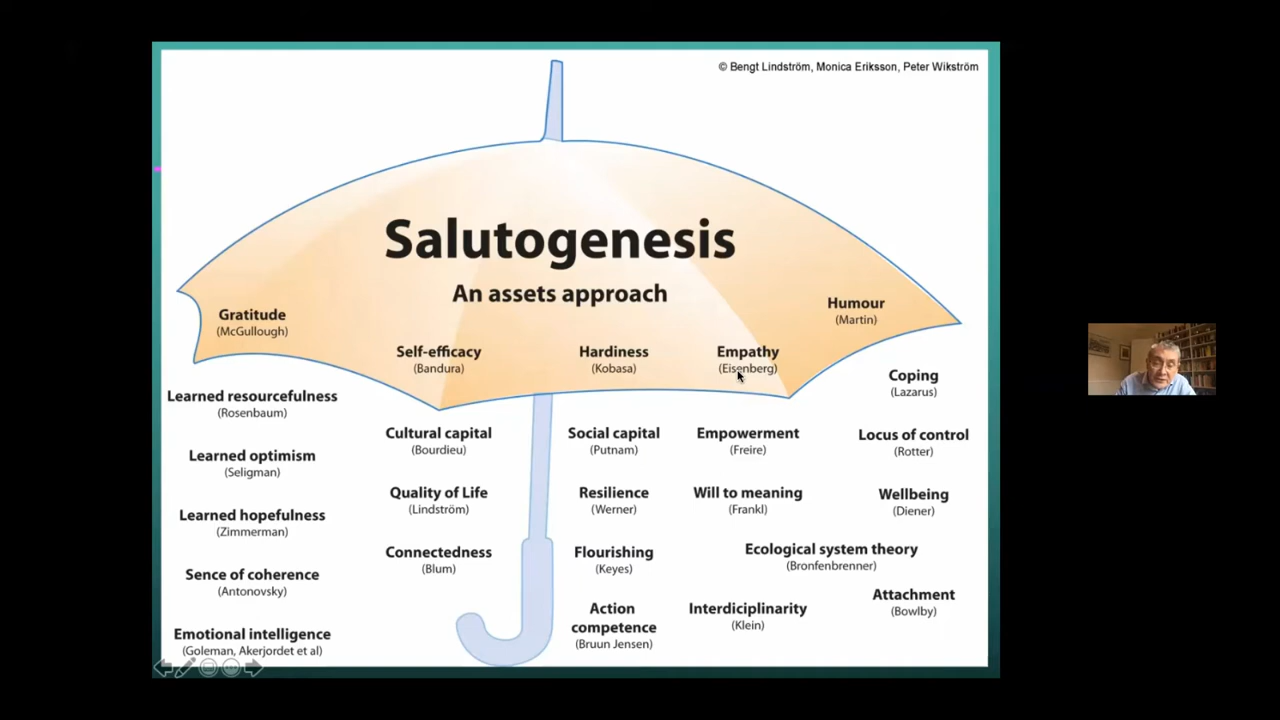 © Bengt Lindström, Monica Eriksson, Peter Wikström
Salutogenesis
An assets approach
Gratitude
(McGullough)
Humour
(Martin)
Self-efficacy
(Bandura)
Hardiness
(Kobasa)
Empathy
(Eisenberg)
Coping
(Lazarus)
Learned resourcefulness
(Rosenbaum)
Cultural capital
(Bourdieu)
Social capital
(Putnam)
Empowerment
(Freire)
Locus of control
(Rotter)
Learned optimism
(Seligman)
Quality of Life
(Lindström)
Resilience
(Werner)
Will to meaning
(Frankl)
Wellbeing
(Diener)
Learned hopefulness
(Zimmerman)
Connectedness
(Blum)
Flourishing
(Keyes)
Ecological system theory
(Bronfenbrenner)
Sence of coherence
(Antonovsky)
Action
competence
(Bruun Jensen)
Interdiciplinarity
(Klein)
Attachment
(Bowlby)
Emotional intelligence
(Goleman, Akerjordet et al)